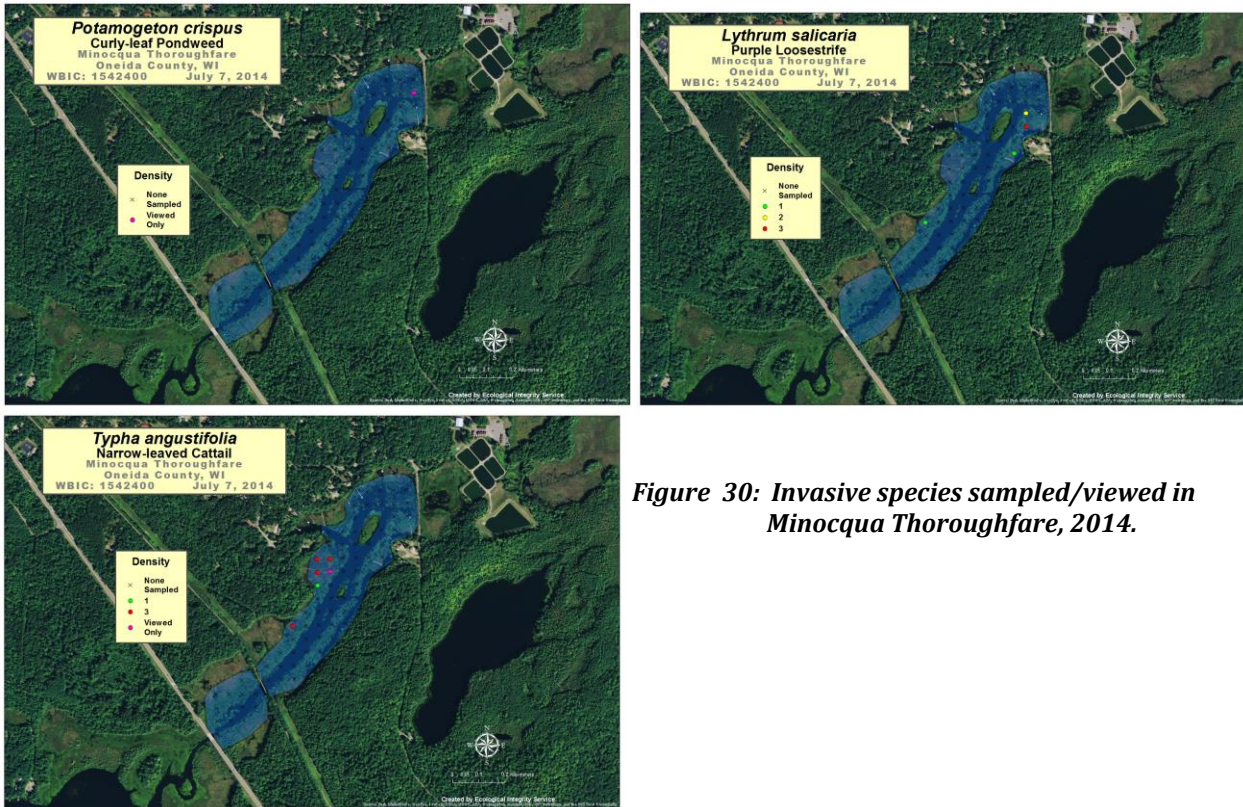 Potamogeton crispus
Curly-leaf Pondweed
Minocqua Thoroughfare
Oneida County, WI
WBIC: 1542400 July 7, 2014
Density
None
Sampled
Viewed
Only
N
W E
Created by Ecological Integrity Service
Lythrum salicaria
Purple Loosestrife
Minocqua Thoroughfare
Oneida County, WI
WBIC: 1542400 July 7, 2014
Density
None
Sampled
1
2
3
N
W E
Created by Ecological Integrity Service
Typha angustifolia
Narrow-leaved Cattail
Minocqua Thoroughfare
Oneida County, WI
WBIC: 1542400 July 7, 2014
Density
None
Sampled
1
3
Viewed
Only
N
W E
Created by Ecological Integrity Service
Figure 30: Invasive species sampled/viewed in
Minocqua Thoroughfare, 2014.